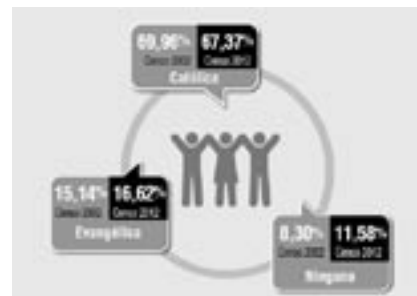 69,96% 67,37%
Censo 2002 Censo 2012
Católica
15,14% 16,62%
Censo 2002 Censo 2012
Evangélica
8,30% 11,58%
Censo 2002 Censo 2012
Ninguna